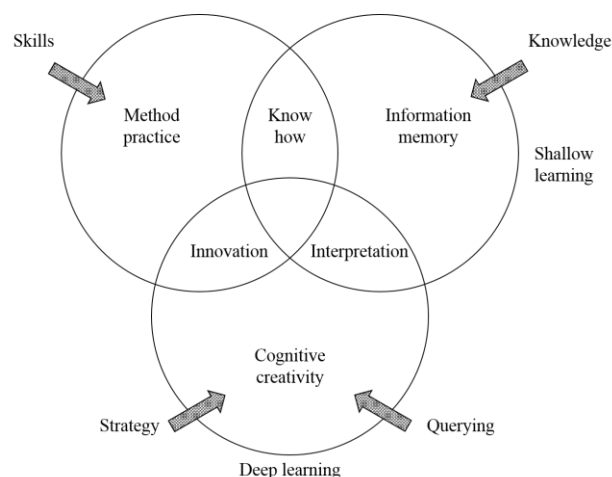 Skills
Knowledge
Method
practice
Know
how
Information
memory
Shallow
learning
Innovation
Interpretation
Cognitive
creativity
Strategy
Querying
Deep learning